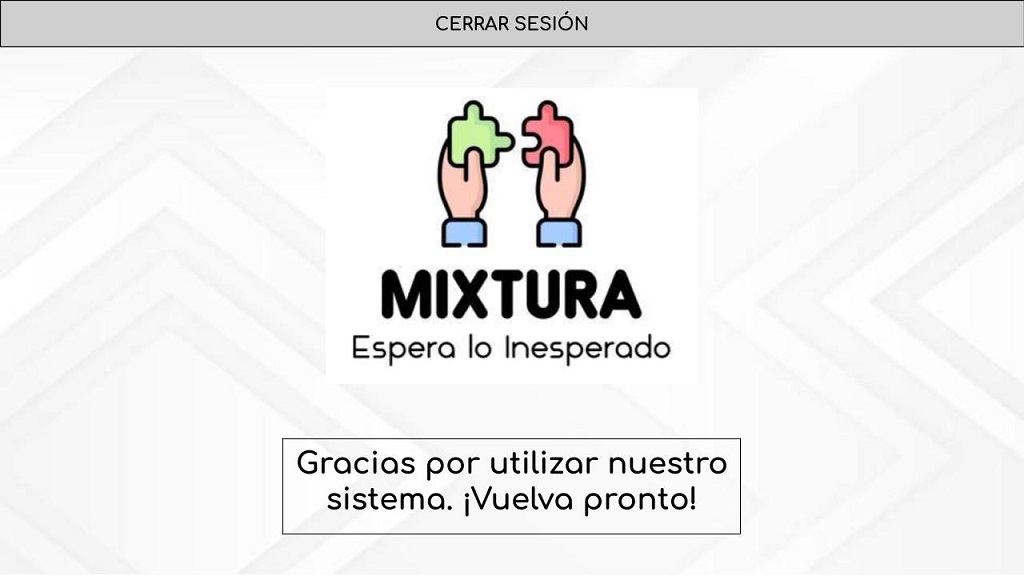 CERRAR SESIÓN
MIXTURA
Espera lo Inesperado
Gracias por utilizar nuestro
sistema. ¡Vuelva pronto!